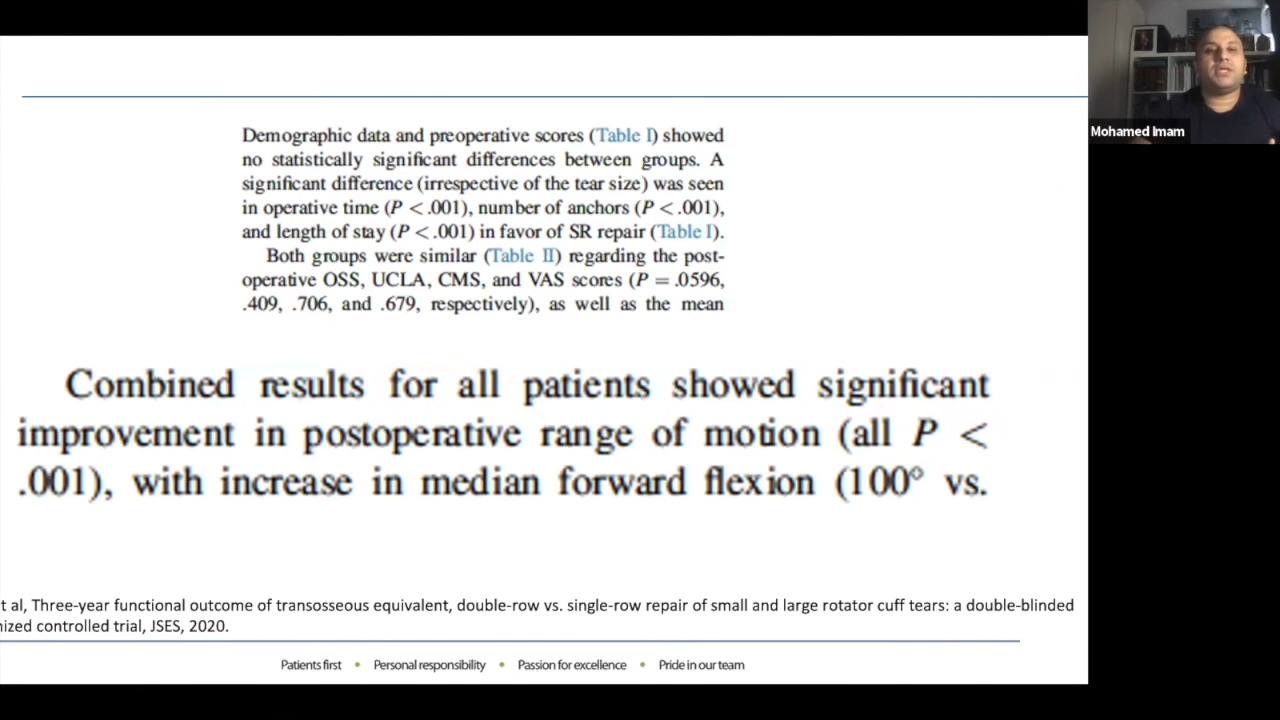 Demographic data and preoperative scores (Table I) showed
no statistically significant differences between groups. A
significant difference (irrespective of the tear size) was seen
in operative time (P < .001), number of anchors (P < .001),
and length of stay (P < .001) in favor of SR repair (Table I).
Both groups were similar (Table II) regarding the post-
operative OSS, UCLA, CMS, and VAS scores (P = .0596,
.409, .706, and .679, respectively), as well as the mean
Combined results for all patients showed significant
improvement in postoperative range of motion (all P <
.001), with increase in median forward flexion (100° vs.
t al, Three-year functional outcome of transosseous equivalent, double-row vs. single-row repair of small and large rotator cuff tears: a double-blinded
nized controlled trial, JSES, 2020.
Patients first • Personal responsibility • Passion for excellence • Pride in our team
Mohamed Imam